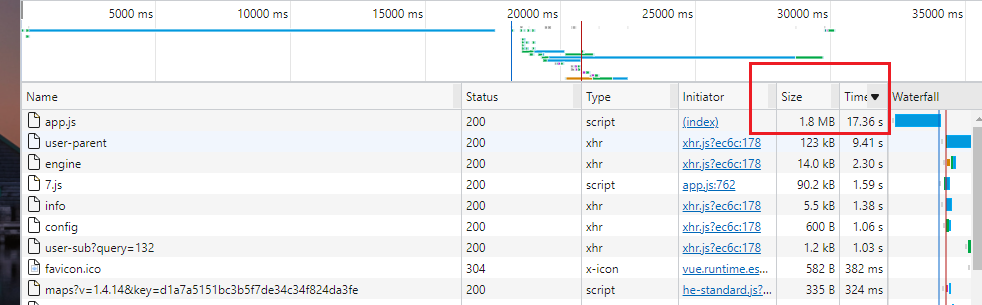 5000 ms 10000 ms 15000 ms 20000 ms 25000 ms 30000 ms 35000 ms
Name Status Type Initiator Size Time Waterfall
app.js 200 script (index) 1.8 MB 17.36 s
user-parent 200 xhr xhr.js?ec6c:178 123 kB 9.41 s
engine 200 xhr xhr.js?ec6c:178 14.0 kB 2.30 s
7.js 200 script app.js:762 90.2 kB 1.59 s
info 200 xhr xhr.js?ec6c:178 5.5 kB 1.38 s
config 200 xhr xhr.js?ec6c:178 600 B 1.06 s
user-sub?query=132 200 xhr xhr.js?ec6c:178 1.2 kB 1.03 s
favicon.ico 304 x-icon vue.runtime.es... 582 B 382 ms
maps?v=1.4.14&key=d1a7a5151bc3b5f7de34c34f824da3fe 200 script he-standard.js?... 335 B 324 ms